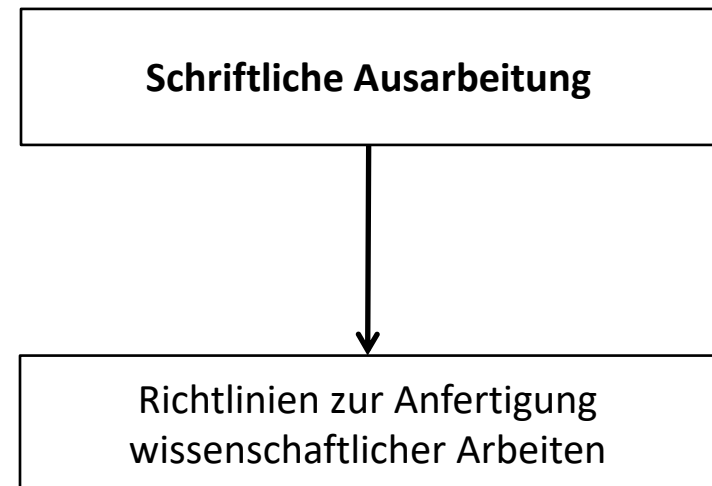 Schriftliche Ausarbeitung
Richtlinien zur Anfertigung
wissenschaftlicher Arbeiten